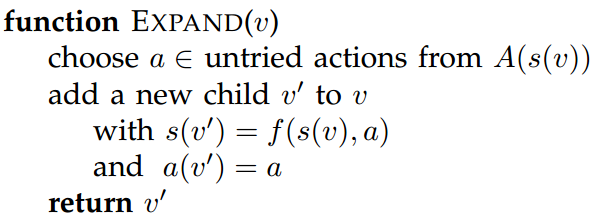 function EXPAND(v)
choose a ∈ untried actions from A(s(v))
add a new child v′ to v
with s(v′) = f(s(v), a)
and a(v′) = a
return v′